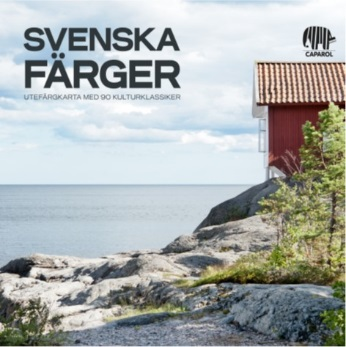 SVENSKA
FÄRGER
UTEFÄRGKARTA MED 90 KULTURKLASSIKER
CAPAROL